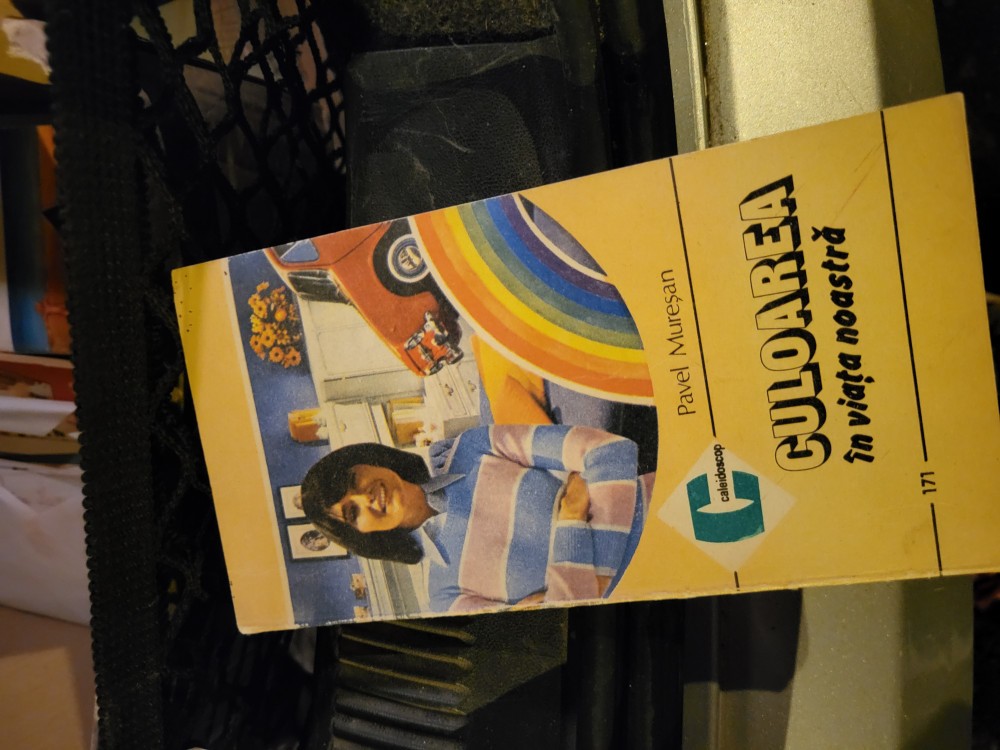 Pavel Mureșan
CULOAREA
în viața noastră
caleidoscop
171